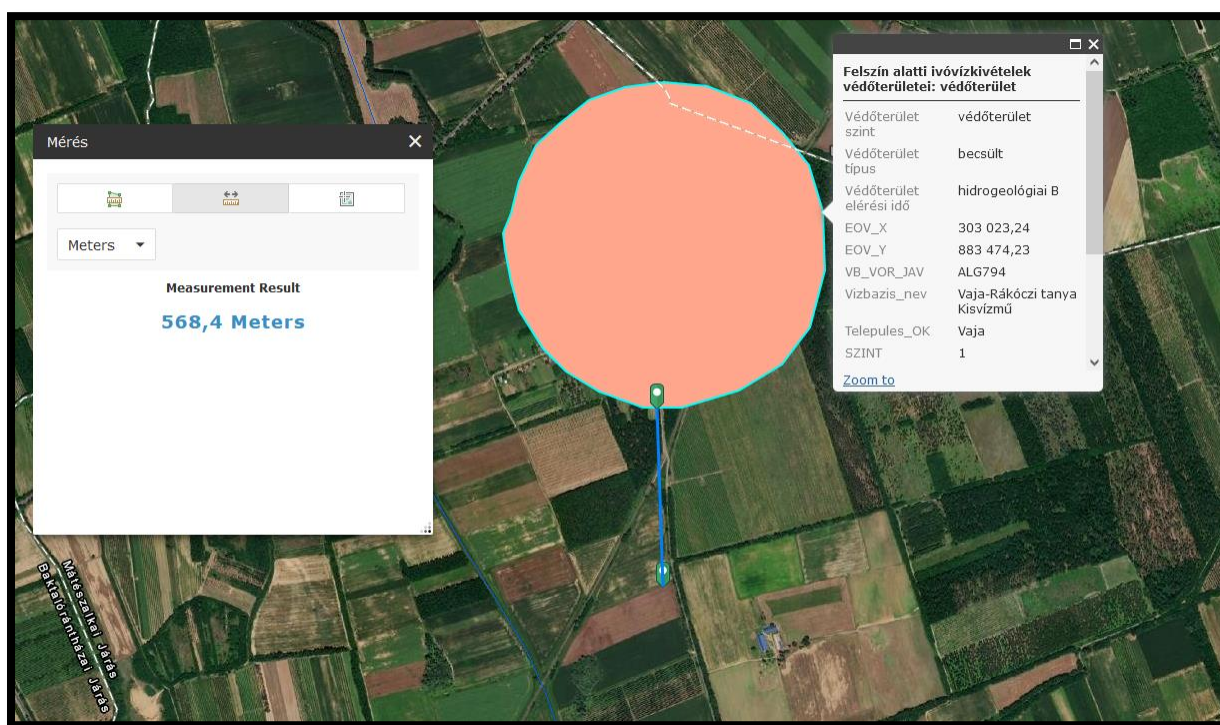 Mérés
Meters
Measurement Result
568,4 Meters
Felszín alatti ivóvízkivételek
védőterületei: védőterület
Védőterület szint védőterület
Védőterület típus becsült
Védőterület elérési idő hidrogeológiai B
EOV_X 303 023,24
EOV_Y 883 474,23
VB_VOR_JAV ALG794
Vizbazis_nev Vaja-Rákóczi tanya Kisvízmű
Telepules_OK Vaja
SZINT 1
Zoom to
Mátészalkai Járás
Baktalórántházai Járás